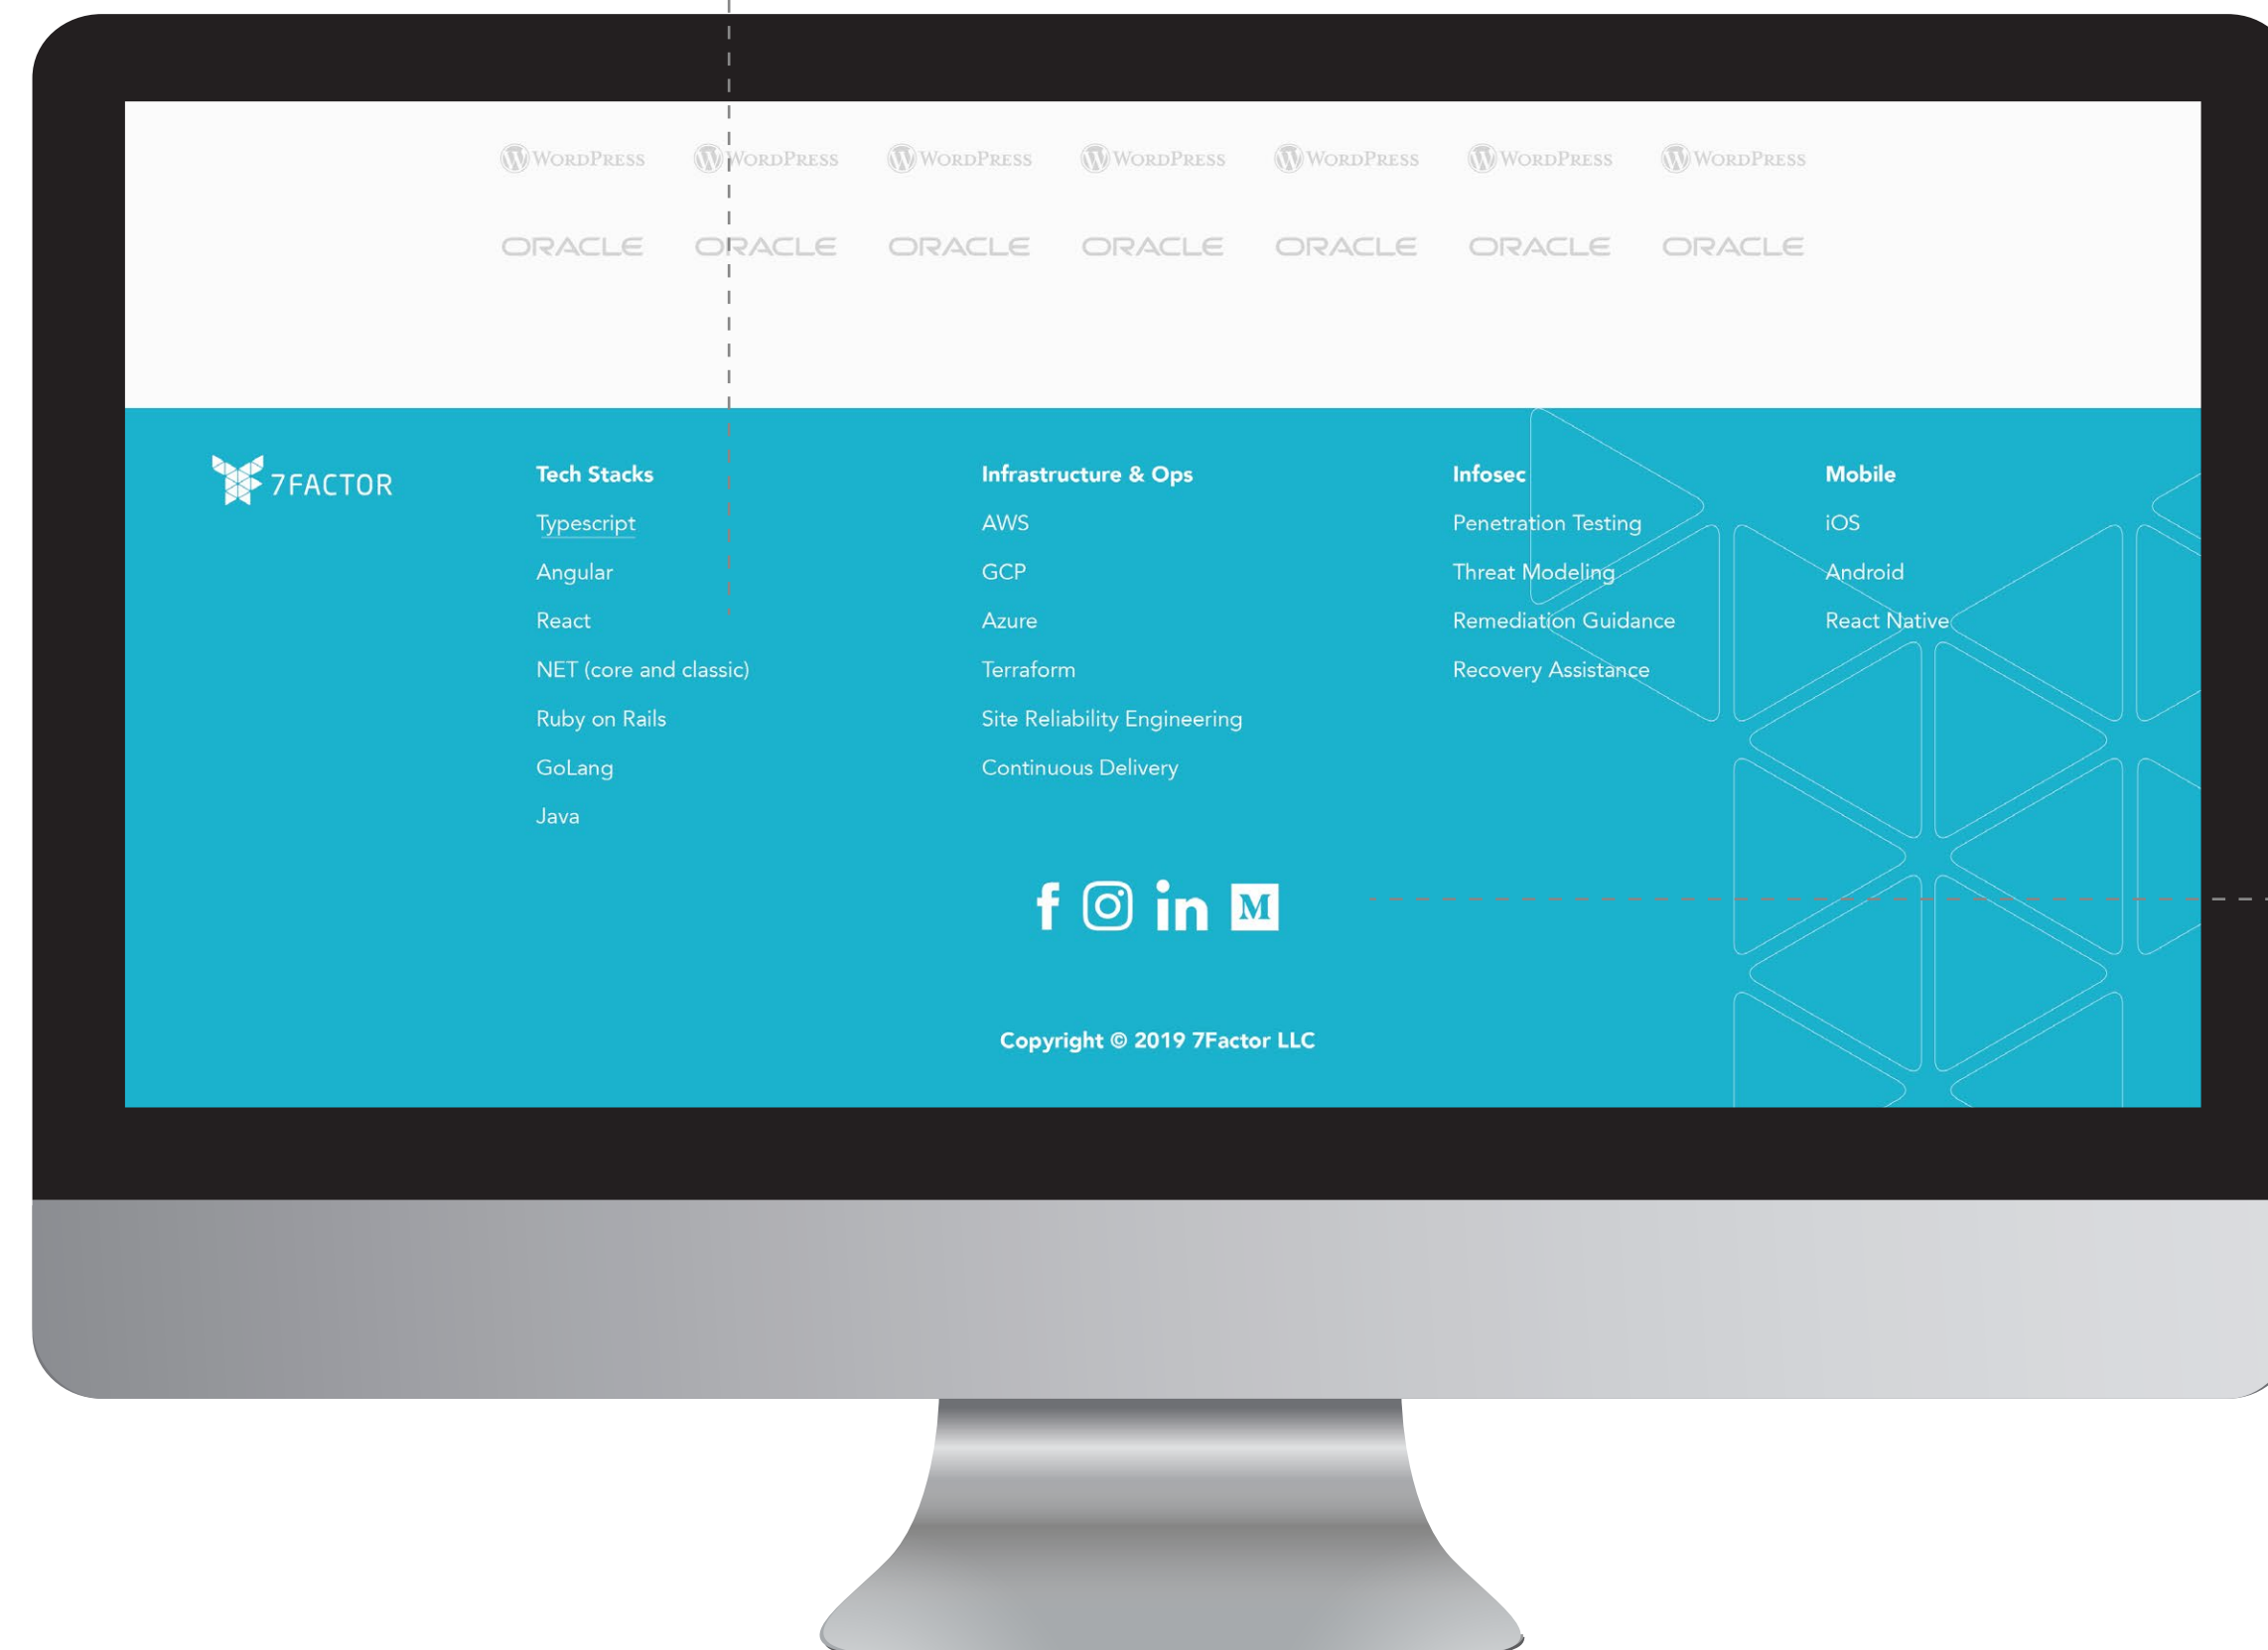 WORDPRESS WORDPRESS WORDPRESS WORDPRESS WORDPRESS WORDPRESS WORDPRESS
ORACLE ORACLE ORACLE ORACLE ORACLE ORACLE ORACLE
7FACTOR
Tech Stacks
Typescript
Angular
React
NET (core and classic)
Ruby on Rails
GoLang
Java
Infrastructure & Ops
AWS
GCP
Azure
Terraform
Site Reliability Engineering
Continuous Delivery
Infosec
Penetration Testing
Threat Modeling
Remediation Guidance
Recovery Assistance
Mobile
iOS
Android
React Native
f in M
Copyright © 2019 7Factor LLC